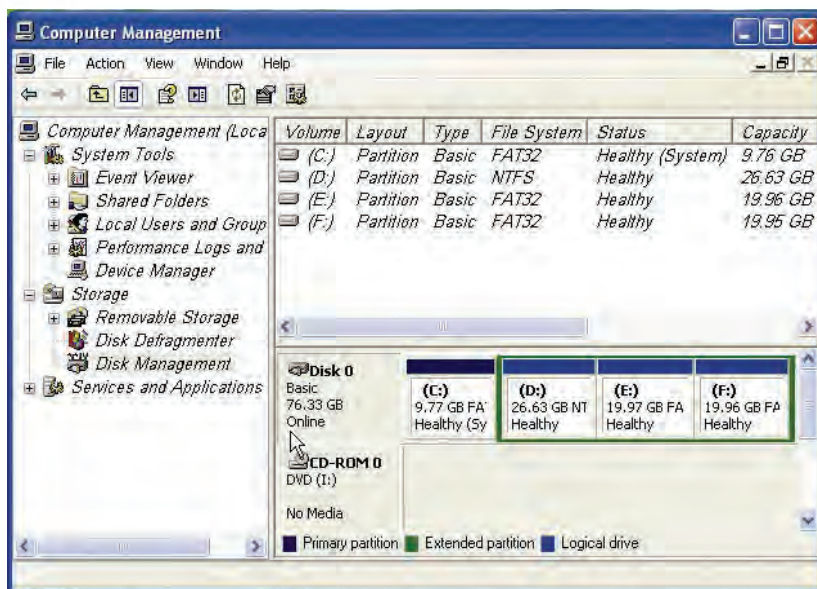 Computer Management
File Action View Window Help
Computer Management (Loca
System Tools
Event Viewer
Shared Folders
Local Users and Group
Performance Logs and
Device Manager
Storage
Removable Storage
Disk Defragmenter
Disk Management
Services and Applications
Volume Layout Type File System Status Capacity
(C:) Partition Basic FAT32 Healthy (System) 9.76 GB
(D:) Partition Basic NTFS Healthy 26.63 GB
(E:) Partition Basic FAT32 Healthy 19.96 GB
(F:) Partition Basic FAT32 Healthy 19.95 GB
Disk 0
Basic
76.33 GB
Online
(C:)
9.77 GB FA
Healthy (Sy
(D:)
26.63 GB NT
Healthy
(E:)
19.97 GB FA
Healthy
(F:)
19.96 GB FA
Healthy
CD-ROM 0
DVD (I:)
No Media
Primary partition Extended partition Logical drive